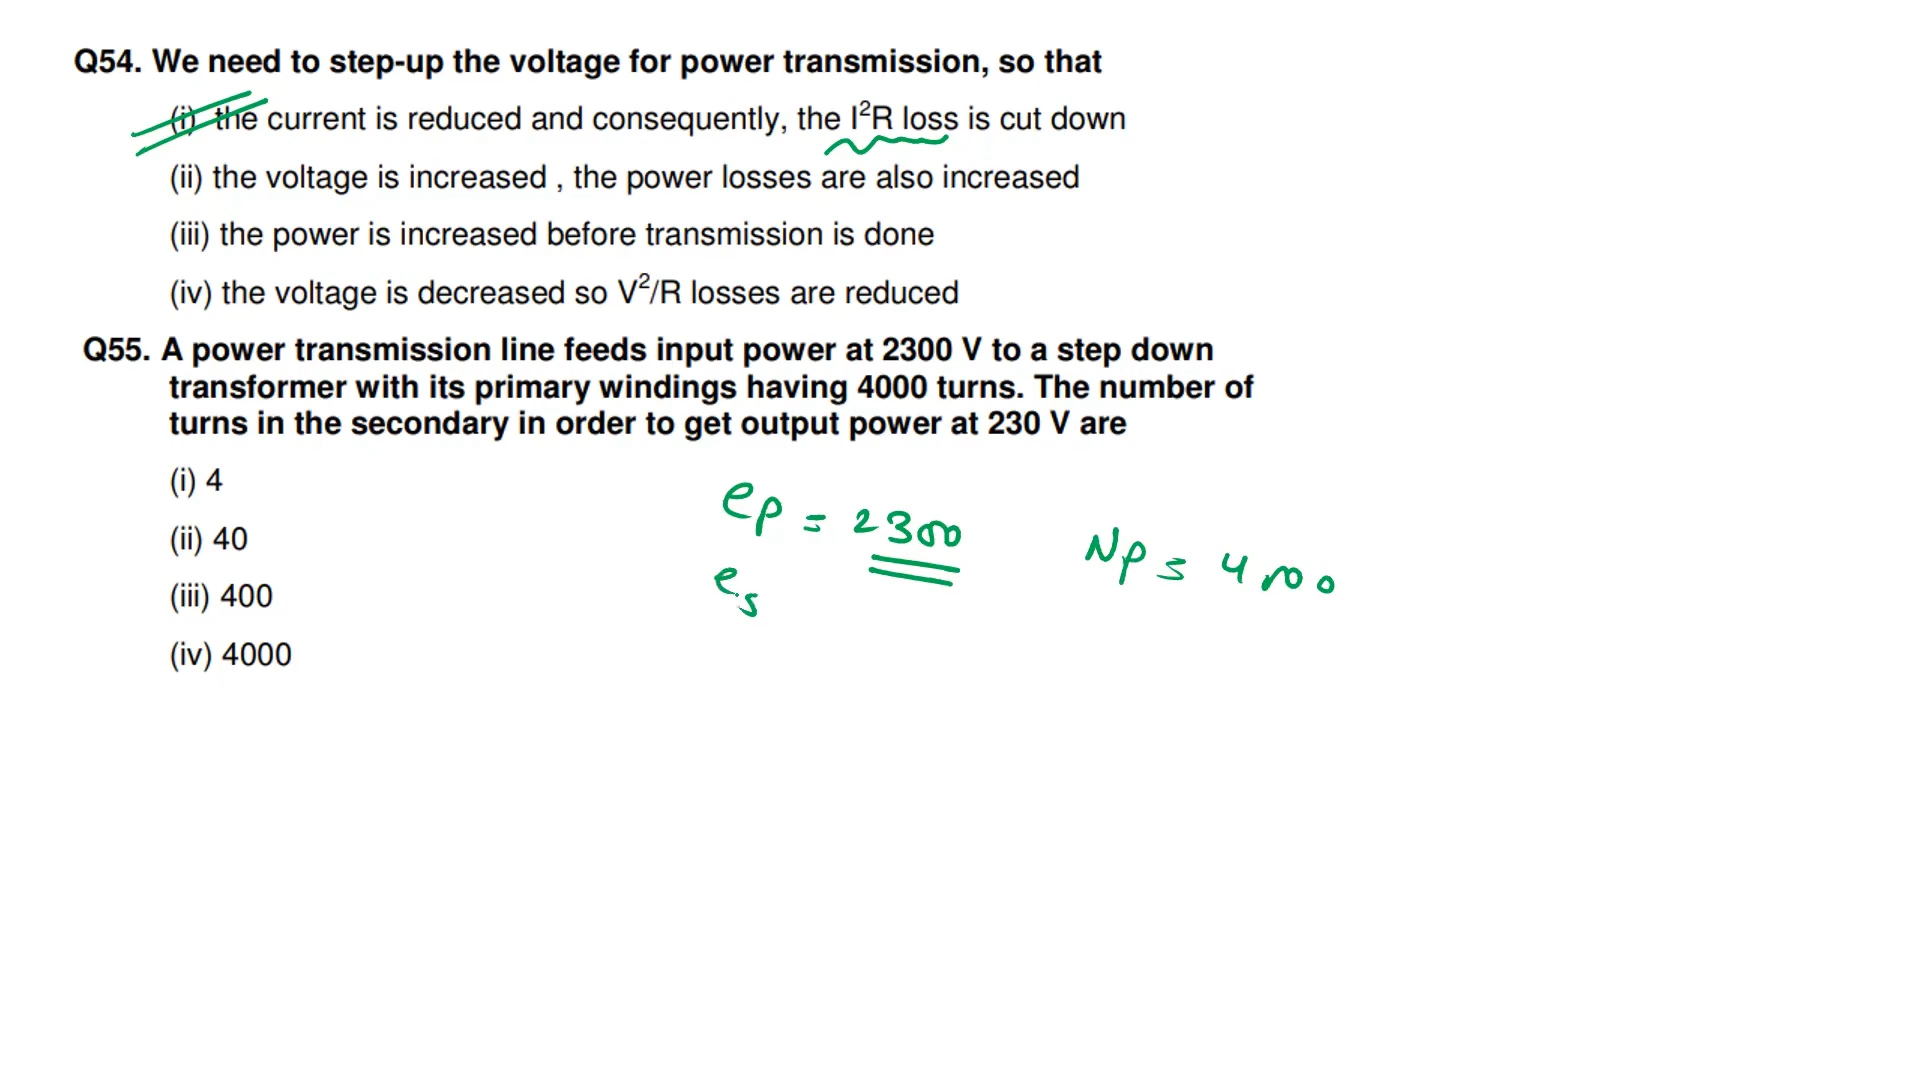 Q54. We need to step-up the voltage for power transmission, so that
(i) the current is reduced and consequently, the I²R loss is cut down
(ii) the voltage is increased , the power losses are also increased
(iii) the power is increased before transmission is done
(iv) the voltage is decreased so V²/R losses are reduced
Q55. A power transmission line feeds input power at 2300 V to a step down
transformer with its primary windings having 4000 turns. The number of
turns in the secondary in order to get output power at 230 V are
(i) 4
(ii) 40
(iii) 400
(iv) 4000
ep = 2300
Np = 4000
es